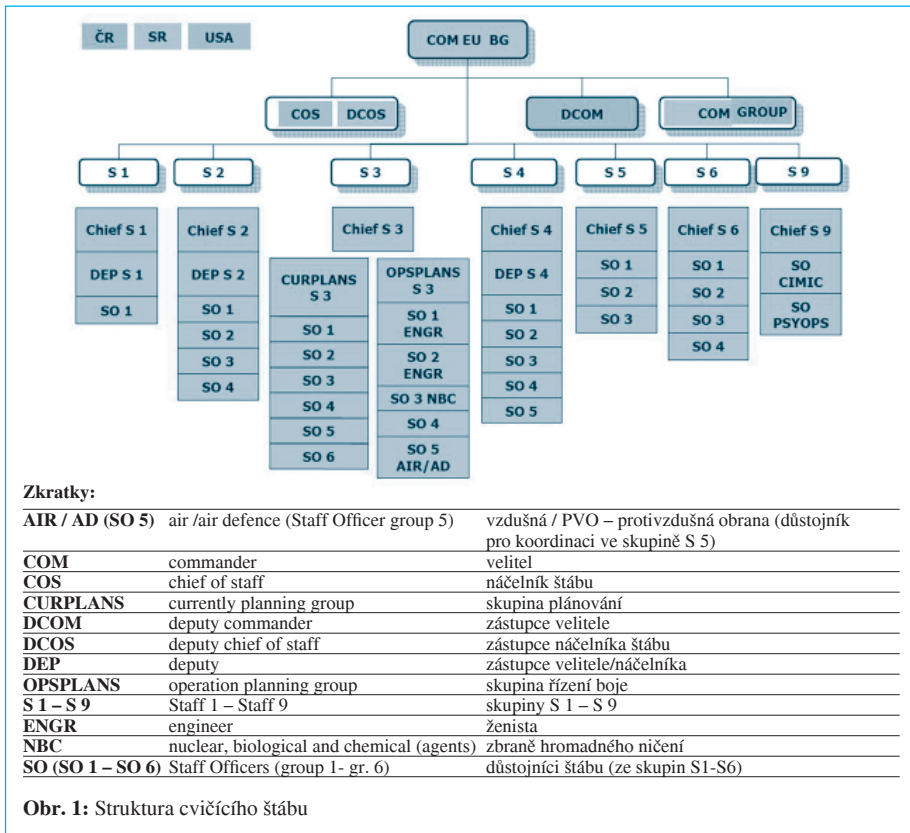 ČR SR USA
COM EU BG
COS DCOS
DCOM
COM GROUP
S 1
S 2
S 3
S 4
S 5
S 6
S 9
Chief S 1
DEP S 1
SO 1
Chief S 2
DEP S 2
SO 1
SO 2
SO 3
SO 4
Chief S 3
CURPLANS
S 3
SO 1
SO 2
SO 3
SO 4
SO 5
SO 6
OPSPLANS
S 3
SO 1
ENGR
SO 2
ENGR
SO 3 NBC
SO 4
SO 5
AIR/AD
Chief S 4
DEP S 4
SO 1
SO 2
SO 3
SO 4
SO 5
Chief S 5
SO 1
SO 2
SO 3
Chief S 6
SO 1
SO 2
SO 3
SO 4
Chief S 9
SO
CIMIC
SO
PSYOPS
Zkratky:
AIR / AD (SO 5) air /air defence (Staff Officer group 5) vzdušná / PVO – protivzdušná obrana (důstojník
pro koordinaci ve skupině S 5)
COM commander velitel
COS chief of staff náčelník štábu
CURPLANS currently planning group skupina plánování
DCOM deputy commander zástupce velitele
DCOS deputy chief of staff zástupce náčelníka štábu
DEP deputy zástupce velitele/náčelníka
OPSPLANS operation planning group skupina řízení boje
S 1 – S 9 Staff 1 – Staff 9 skupiny S 1 – S 9
ENGR engineer ženista
NBC nuclear, biological and chemical (agents) zbraně hromadného ničení
SO (SO 1 – SO 6) Staff Officers (group 1- gr. 6) důstojníci štábu (ze skupin S1-S6)
Obr. 1: Struktura cvičícího štábu